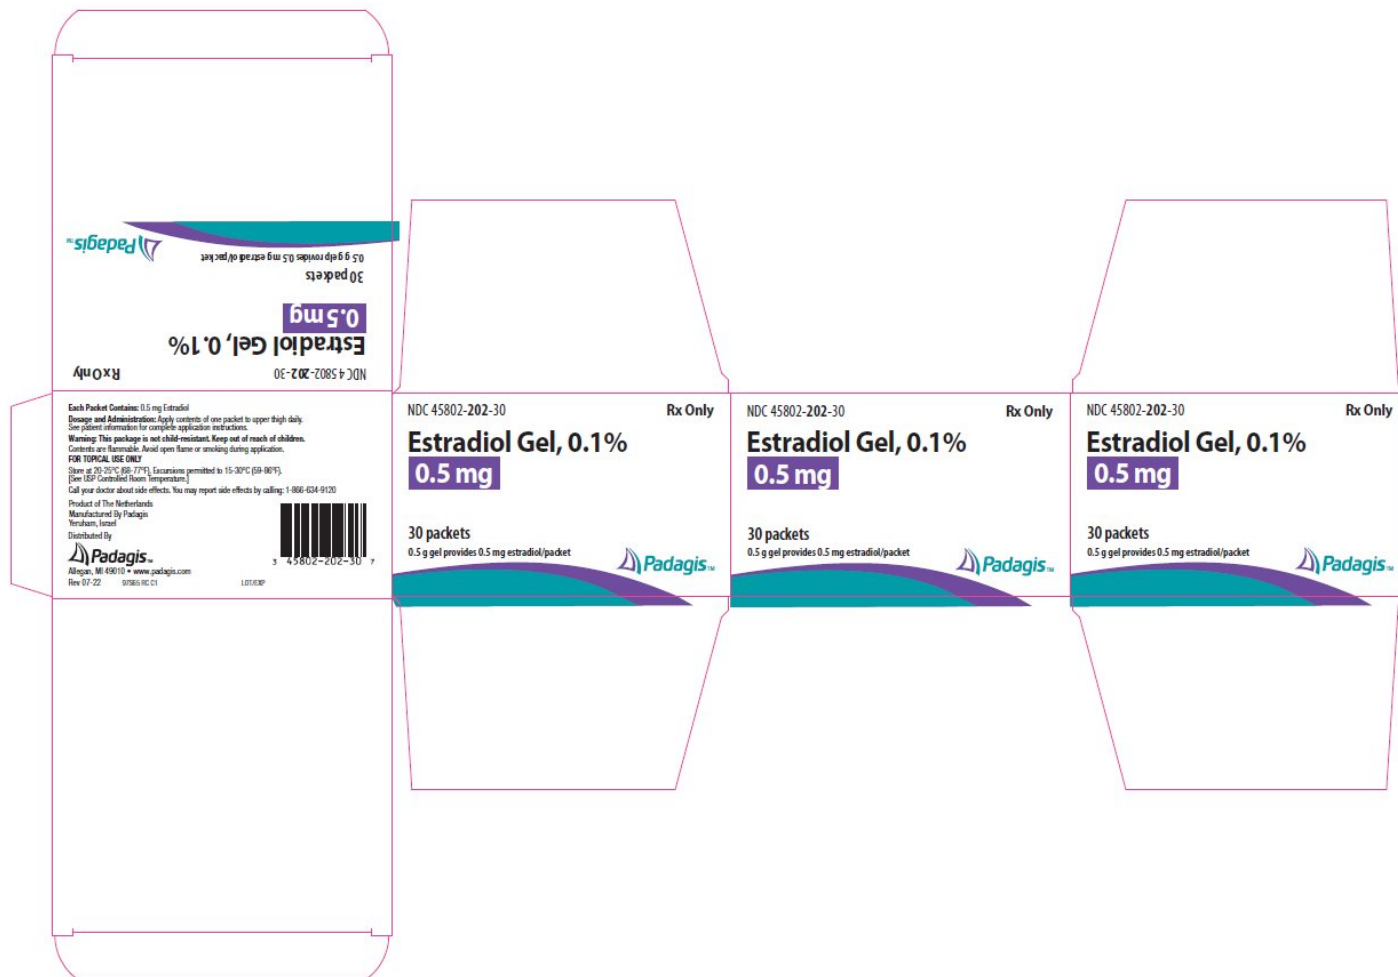 NDC 45802-202-30 Rx Only
Estradiol Gel, 0.1%
0.5 mg
30 packets
0.5 g gelp rovides 0.5 mg estradiol/packet
Padagis™
Each Packet Contains: 0.5 mg Estradiol
Dosage and Administration: Apply contents of one packet to upper thigh daily.
See patient information for complete application instructions.
Warning: This package is not child-resistant. Keep out of reach of children.
Contents are flammable. Avoid open flame or smoking during application.
FOR TOPICAL USE ONLY
Store at 20-25°C (68-77°F), Excursions permitted to 15-30°C (59-86°F).
[See USP Controlled Room Temperature.]
Call your doctor about side effects. You may report side effects by calling: 1-866-634-9120
Product of The Netherlands
Manufactured By Padagis
Yeruham, Israel
Distributed By
Padagis™
Allegan, MI 49010 • www.padagis.com
Rev 07-22 97S65 RC C1 LOT/EXP
3 45802-202-30 7
NDC 45802-202-30 Rx Only
Estradiol Gel, 0.1%
0.5 mg
30 packets
0.5 g gel provides 0.5 mg estradiol/packet
Padagis™
NDC 45802-202-30 Rx Only
Estradiol Gel, 0.1%
0.5 mg
30 packets
0.5 g gel provides 0.5 mg estradiol/packet
Padagis™
NDC 45802-202-30 Rx Only
Estradiol Gel, 0.1%
0.5 mg
30 packets
0.5 g gel provides 0.5 mg estradiol/packet
Padagis™